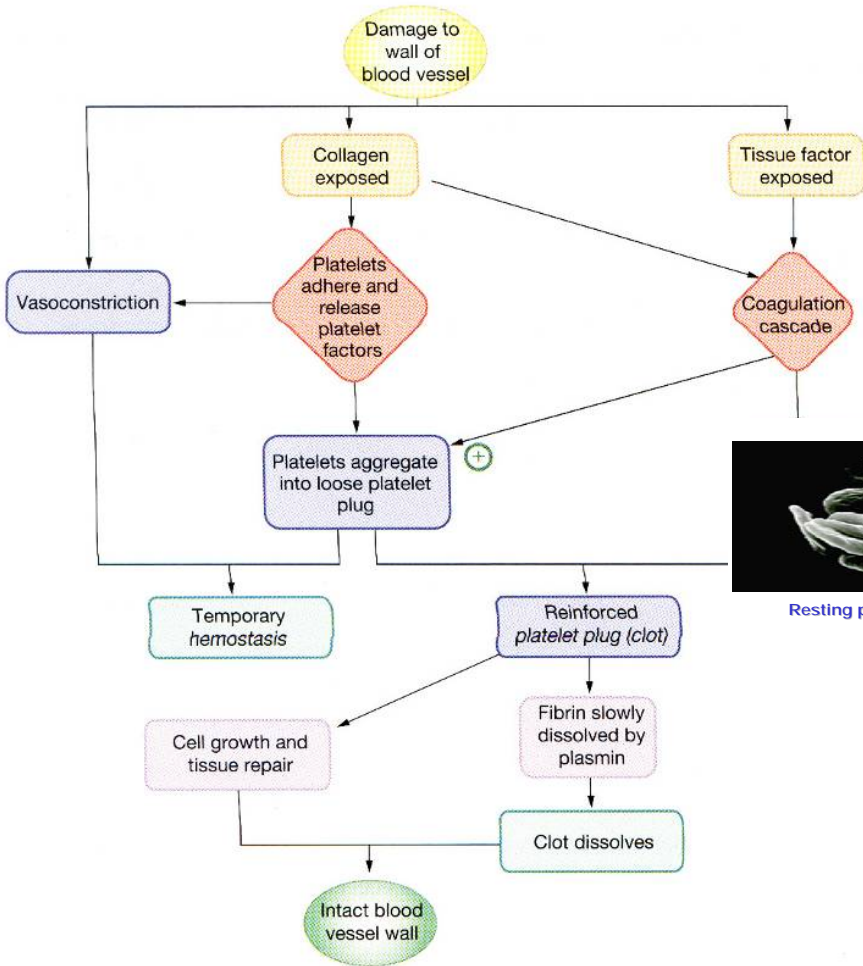 Damage to
wall of
blood vessel
Collagen
exposed
Tissue factor
exposed
Vasoconstriction
Platelets
adhere and
release
platelet
factors
Coagulation
cascade
Platelets aggregate
into loose platelet
plug
+
Resting p
Temporary
hemostasis
Reinforced
platelet plug (clot)
Cell growth and
tissue repair
Fibrin slowly
dissolved by
plasmin
Clot dissolves
Intact blood
vessel wall